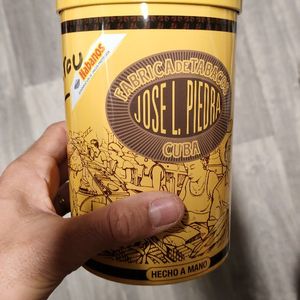 Habanos
FABRICA DE TABACOS
JOSE L. PIEDRA
CUBA
HECHO A MANO